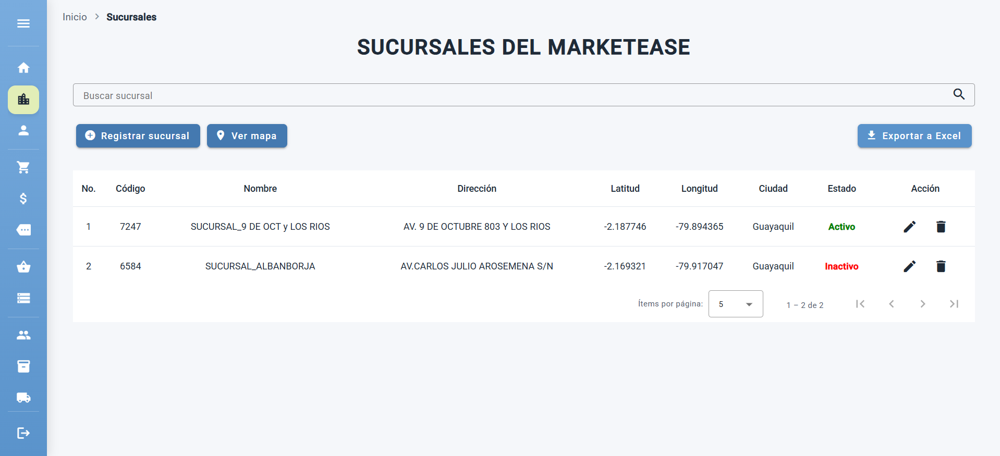 Inicio > Sucursales
SUCURSALES DEL MARKETEASE
Buscar sucursal
Registrar sucursal Ver mapa Exportar a Excel
No. Código Nombre Dirección Latitud Longitud Ciudad Estado Acción
1 7247 SUCURSAL_9 DE OCT y LOS RIOS AV. 9 DE OCTUBRE 803 Y LOS RIOS -2.187746 -79.894365 Guayaquil Activo
2 6584 SUCURSAL_ALBANBORJA AV.CARLOS JULIO AROSEMENA S/N -2.169321 -79.917047 Guayaquil Inactivo
Ítems por página: 5 1 – 2 de 2